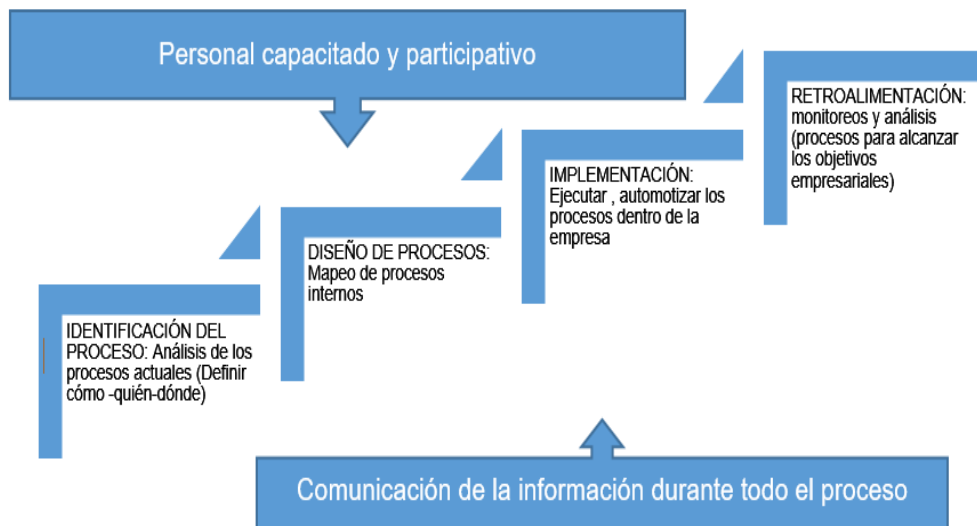 Personal capacitado y participativo
RETROALIMENTACIÓN:
monitoreos y análisis
(procesos para alcanzar
los objetivos
empresariales)
IMPLEMENTACIÓN:
Ejecutar , automotizar los
procesos dentro de la
empresa
DISEÑO DE PROCESOS:
Mapeo de procesos
internos
IDENTIFICACIÓN DEL
PROCESO: Análisis de los
procesos actuales (Definir
cómo -quién-dónde)
Comunicación de la información durante todo el proceso